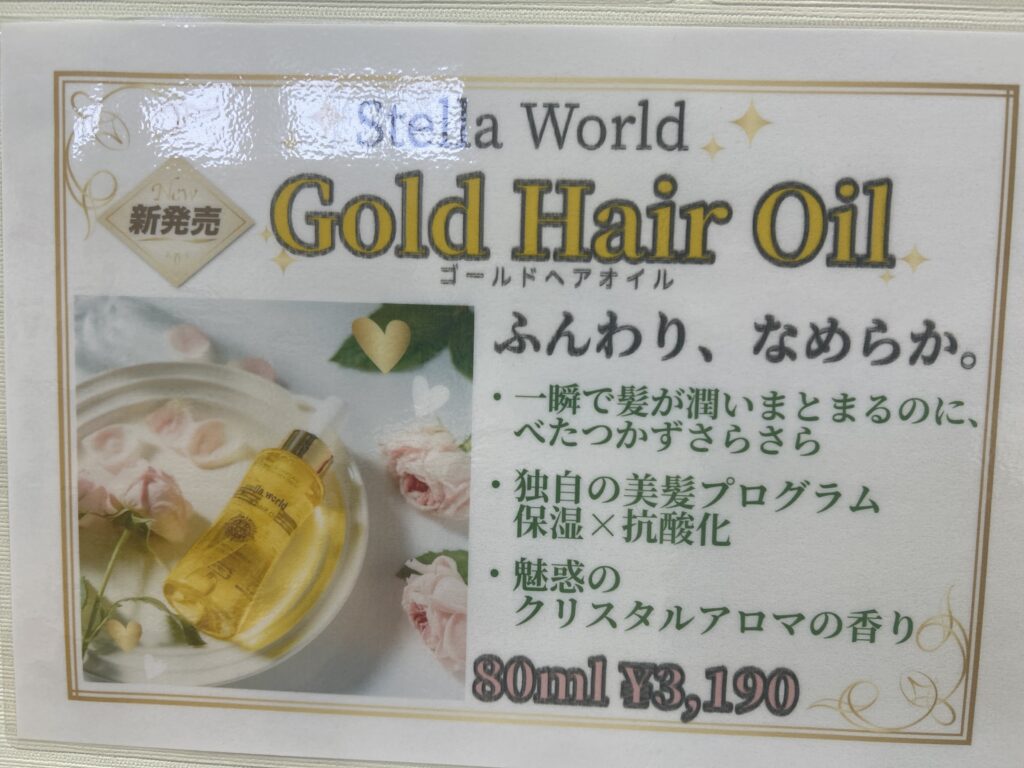 Stella World
New
新発売
Gold Hair Oil
ゴールドヘアオイル
ふんわり、なめらか。
・一瞬で髪が潤いまとまるのに、
べたつかずさらさら
・独自の美髪プログラム
保湿×抗酸化
・魅惑の
クリスタルアロマの香り
80ml ¥3,190
lla world